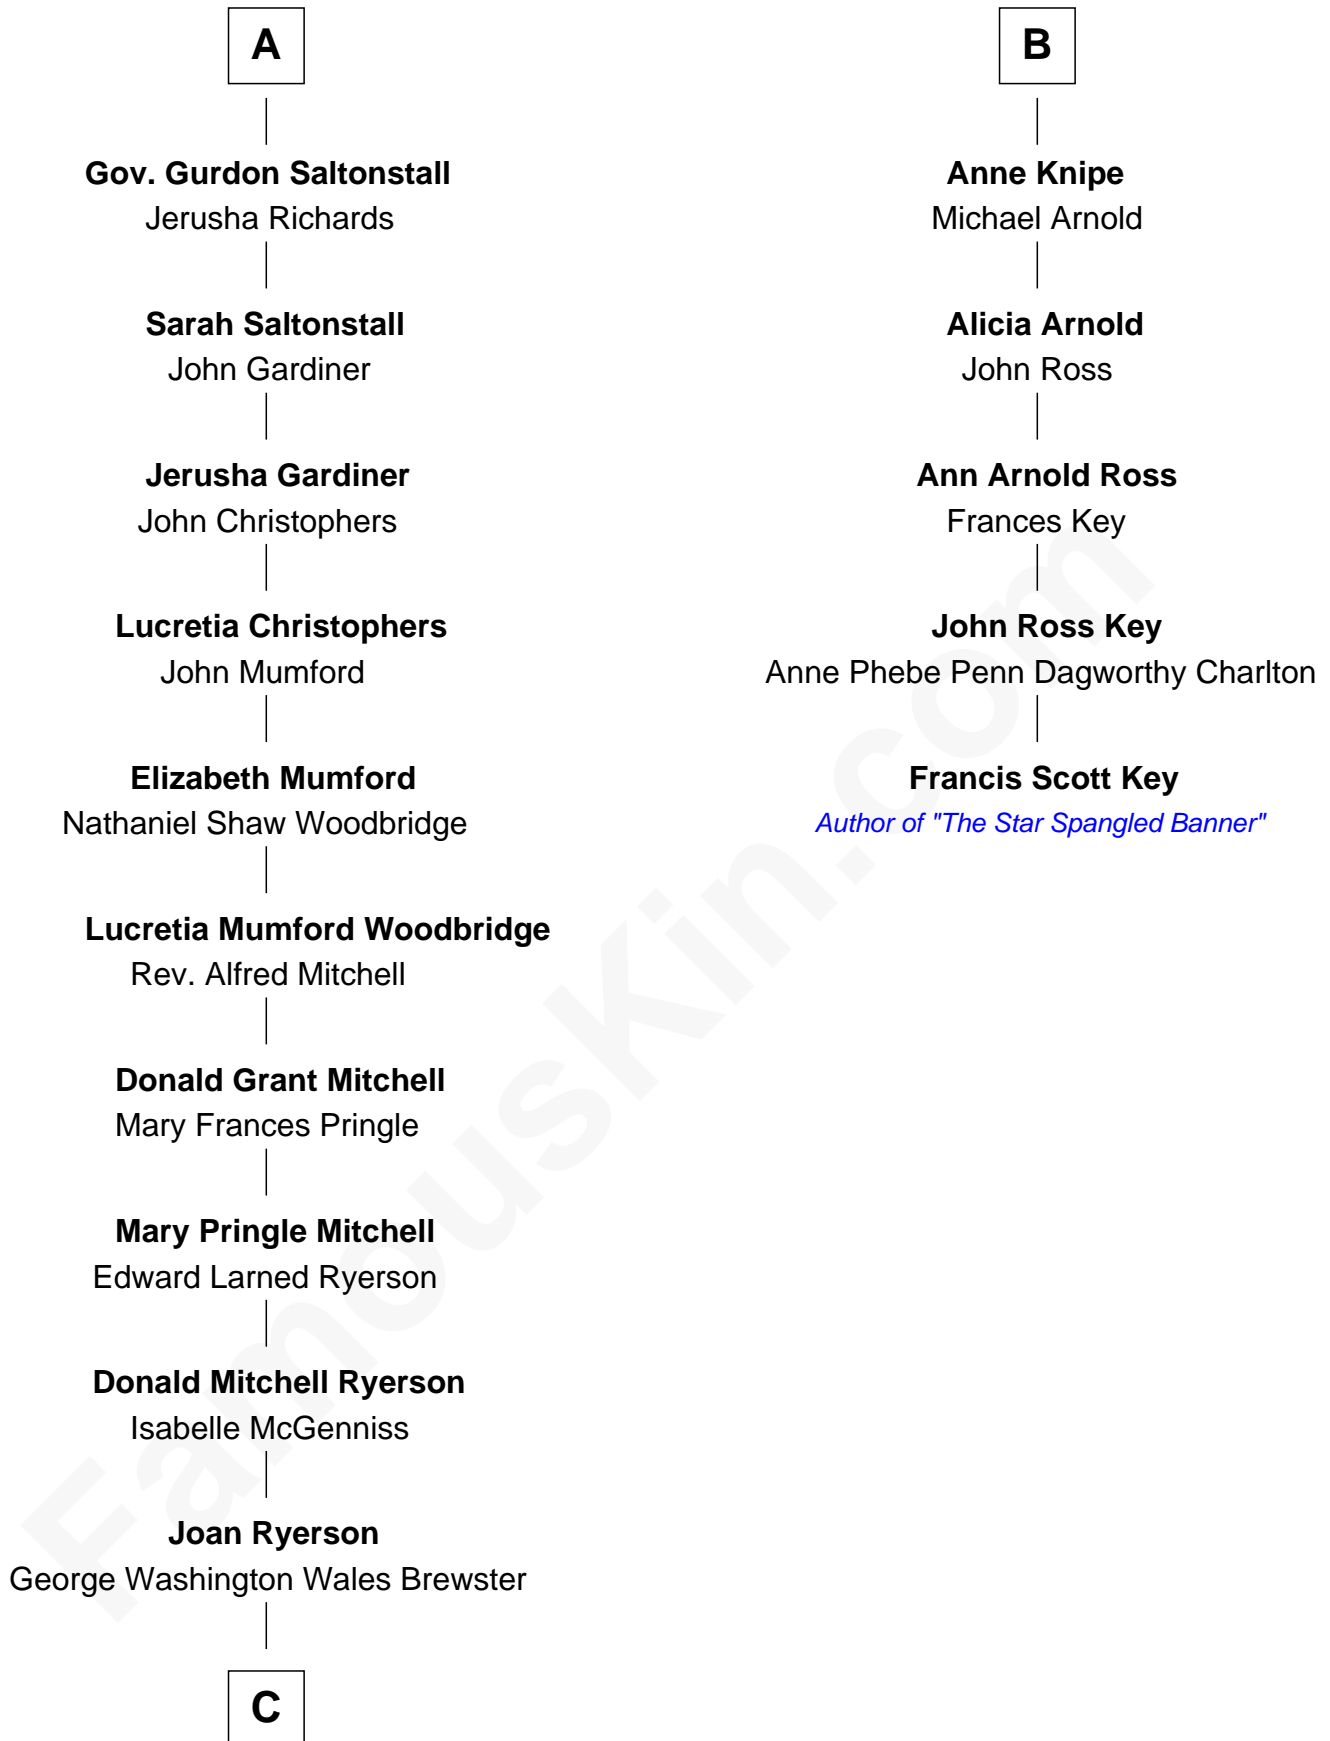 A
Gov. Gurdon Saltonstall
Jerusha Richards
Sarah Saltonstall
John Gardiner
Jerusha Gardiner
John Christophers
Lucretia Christophers
John Mumford
Elizabeth Mumford
Nathaniel Shaw Woodbridge
Lucretia Mumford Woodbridge
Rev. Alfred Mitchell
Donald Grant Mitchell
Mary Frances Pringle
Mary Pringle Mitchell
Edward Larned Ryerson
Donald Mitchell Ryerson
Isabelle McGenniss
Joan Ryerson
George Washington Wales Brewster
C
B
Anne Knipe
Michael Arnold
Alicia Arnold
John Ross
Ann Arnold Ross
Frances Key
John Ross Key
Anne Phebe Penn Dagworthy Charlton
Francis Scott Key
Author of "The Star Spangled Banner"
FamousKin.com